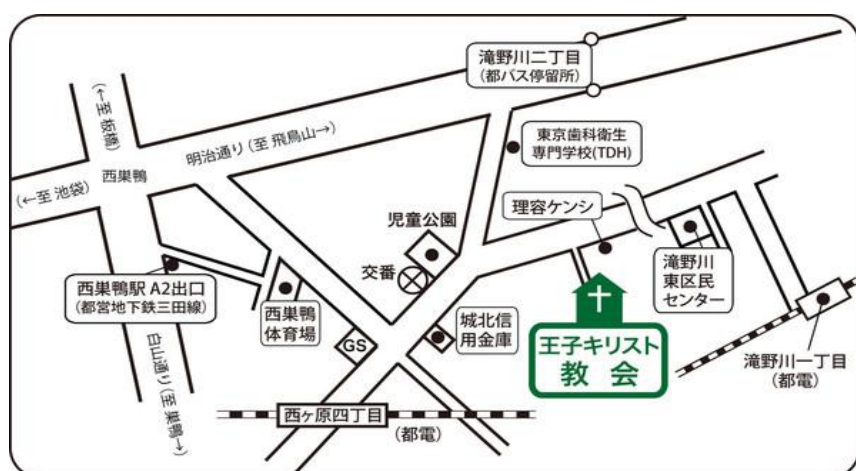 滝野川二丁目
(都バス停留所)
(←至 板橋)
明治通り (至 飛鳥山→)
東京歯科衛生
専門学校(TDH)
西巣鴨
(←至 池袋)
児童公園
理容ケンシ
交番
滝野川
東区民
センター
西巣鴨駅 A2出口
(都営地下鉄三田線)
西巣鴨
体育場
城北信
用金庫
GS
王子キリスト
教会
滝野川一丁目
(都電)
白山通り (至 巣鴨→)
西ヶ原四丁目
(都電)